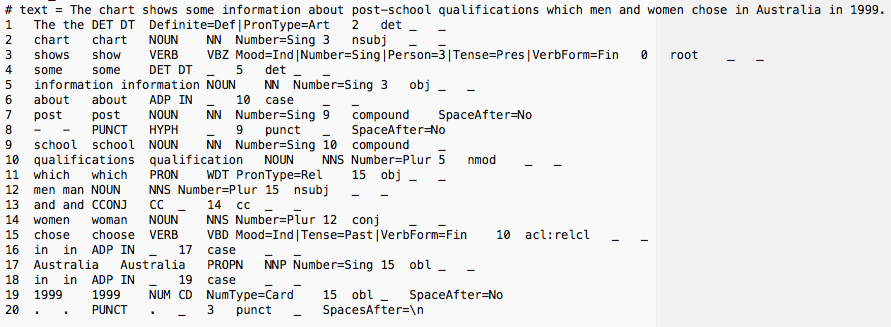 # text = The chart shows some information about post-school qualifications which men and women chose in Australia in 1999.
1 The the DET DT Definite=Def|PronType=Art 2 det _ _
2 chart chart NOUN NN Number=Sing 3 nsubj _ _
3 shows show VERB VBZ Mood=Ind|Number=Sing|Person=3|Tense=Pres|VerbForm=Fin 0 root _ _
4 some some DET DT _ 5 det _ _
5 information information NOUN NN Number=Sing 3 obj _ _
6 about about ADP IN _ 10 case _ _
7 post post NOUN NN Number=Sing 9 compound _ SpaceAfter=No
8 - - PUNCT HYPH _ 9 punct _ SpaceAfter=No
9 school school NOUN NN Number=Sing 10 compound _ _
10 qualifications qualification NOUN NNS Number=Plur 5 nmod _ _
11 which which PRON WDT PronType=Rel 15 obj _ _
12 men man NOUN NNS Number=Plur 15 nsubj _ _
13 and and CCONJ CC _ 14 cc _ _
14 women woman NOUN NNS Number=Plur 12 conj _ _
15 chose choose VERB VBD Mood=Ind|Tense=Past|VerbForm=Fin 10 acl:relcl _ _
16 in in ADP IN _ 17 case _ _
17 Australia Australia PROPN NNP Number=Sing 15 obl _ _
18 in in ADP IN _ 19 case _ _
19 1999 1999 NUM CD NumType=Card 15 obl _ SpaceAfter=No
20 . . PUNCT . _ 3 punct _ SpacesAfter=\n